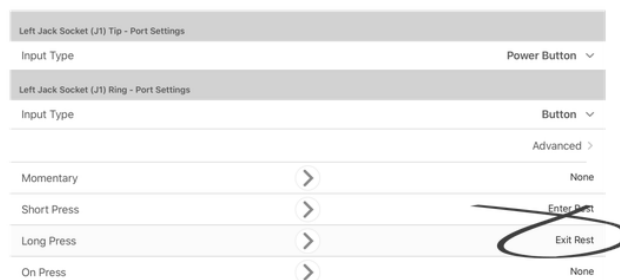 Left Jack Socket (J1) Tip - Port Settings
Input Type Power Button
Left Jack Socket (J1) Ring - Port Settings
Input Type Button
Advanced
Momentary None
Short Press Enter Rest
Long Press Exit Rest
On Press None